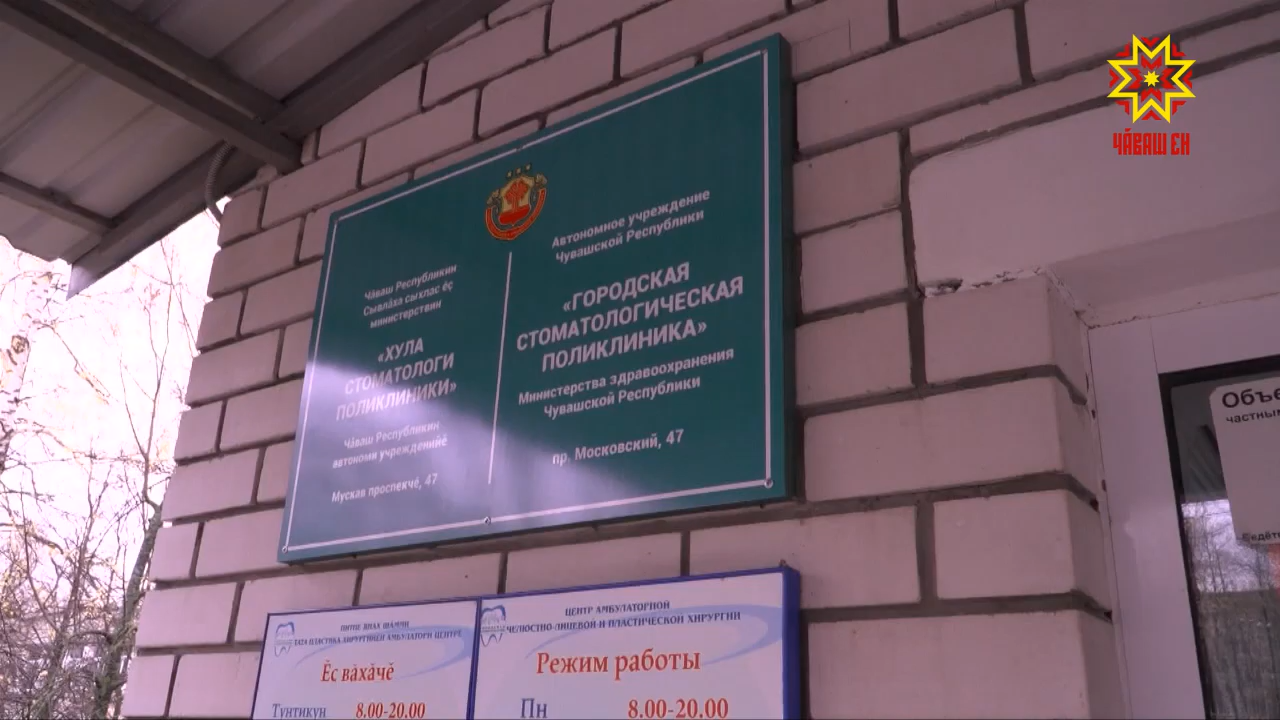 ЧӐВАШ ЕН
Чӑваш Республикин
Сывлӑха сыхлас ӗҫ
министерствин
«ХУЛА
СТОМАТОЛОГИ
ПОЛИКЛИНИКИ»
Чӑваш Республикин
автономи учрежденийӗ
Мускав проспекчӗ, 47
Автономное учреждение
Чувашской Республики
«ГОРОДСКАЯ
СТОМАТОЛОГИЧЕСКАЯ
ПОЛИКЛИНИКА»
Министерства здравоохранения
Чувашской Республики
пр. Московский, 47
ТАТА ПЛАСТИКА ХИРУРГИЙӖН АМБУЛАТОРИ ЦЕНТРӖ
Ӗҫ вӑхӑчӗ
Тунтикун 8.00-20.00
ЦЕНТР АМБУЛАТОРНОЙ
ЧЕЛЮСТНО-ЛИЦЕВОЙ И ПЛАСТИЧЕСКОЙ ХИРУРГИИ
Режим работы
Пн 8.00-20.00
Объе
частным